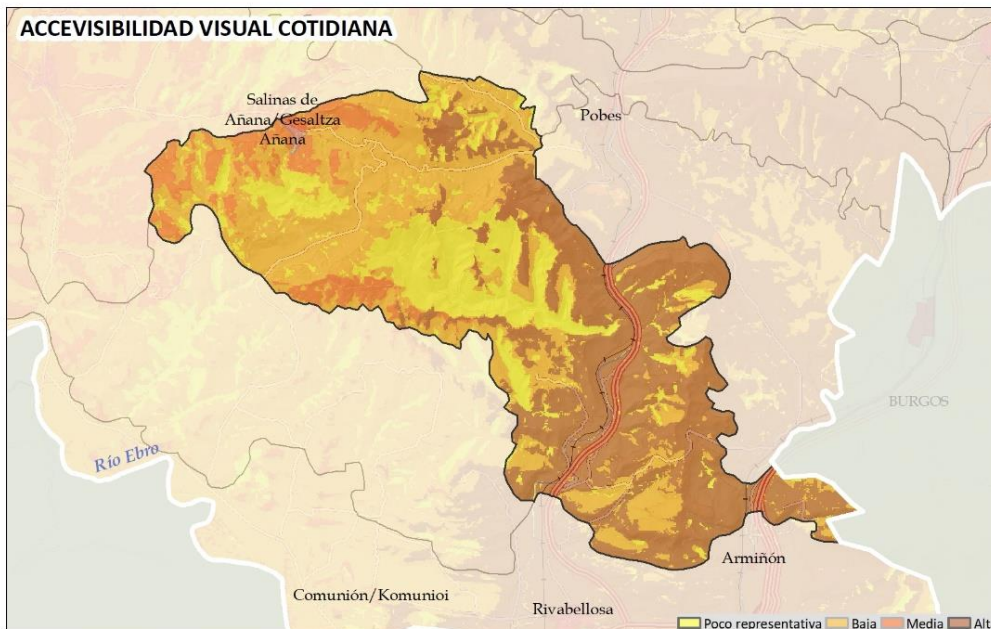 ACCEVISIBILIDAD VISUAL COTIDIANA
Salinas de
Añana/Gesaltza
Añana
Pobes
BURGOS
Río Ebro
Armiñón
Comunión/Komunioi
Rivabellosa
Poco representativa Baja Media Alta